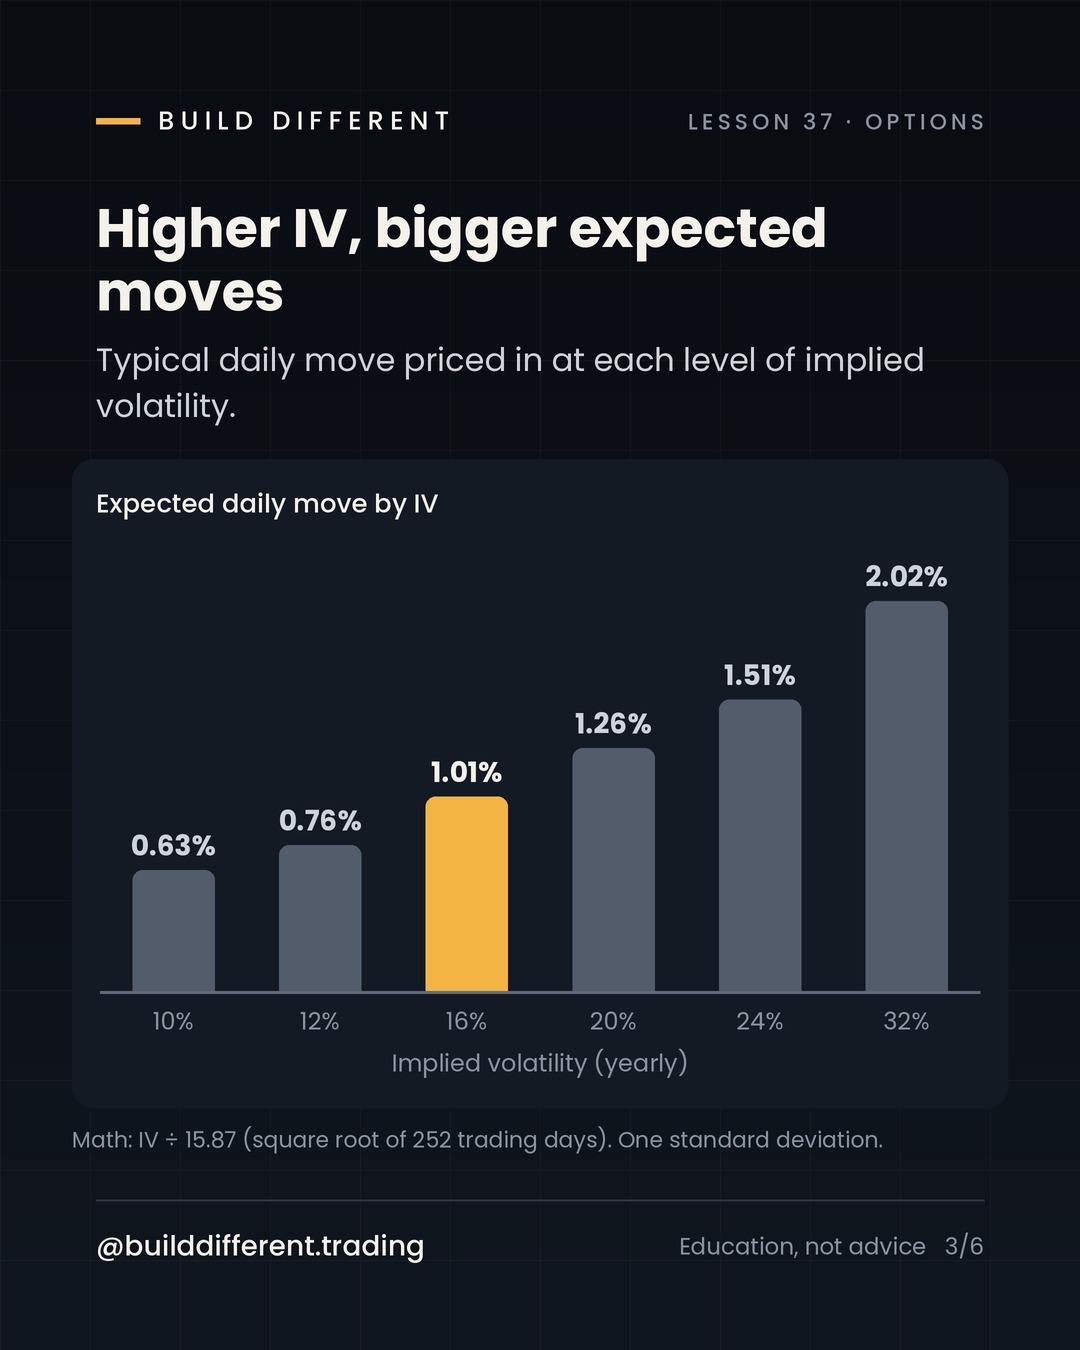 BUILD DIFFERENT
LESSON 37 · OPTIONS
Higher IV, bigger expected
moves
Typical daily move priced in at each level of implied
volatility.
Expected daily move by IV
0.63%
0.76%
1.01%
1.26%
1.51%
2.02%
10%
12%
16%
20%
24%
32%
Implied volatility (yearly)
Math: IV ÷ 15.87 (square root of 252 trading days). One standard deviation.
@builddifferent.trading
Education, not advice 3/6